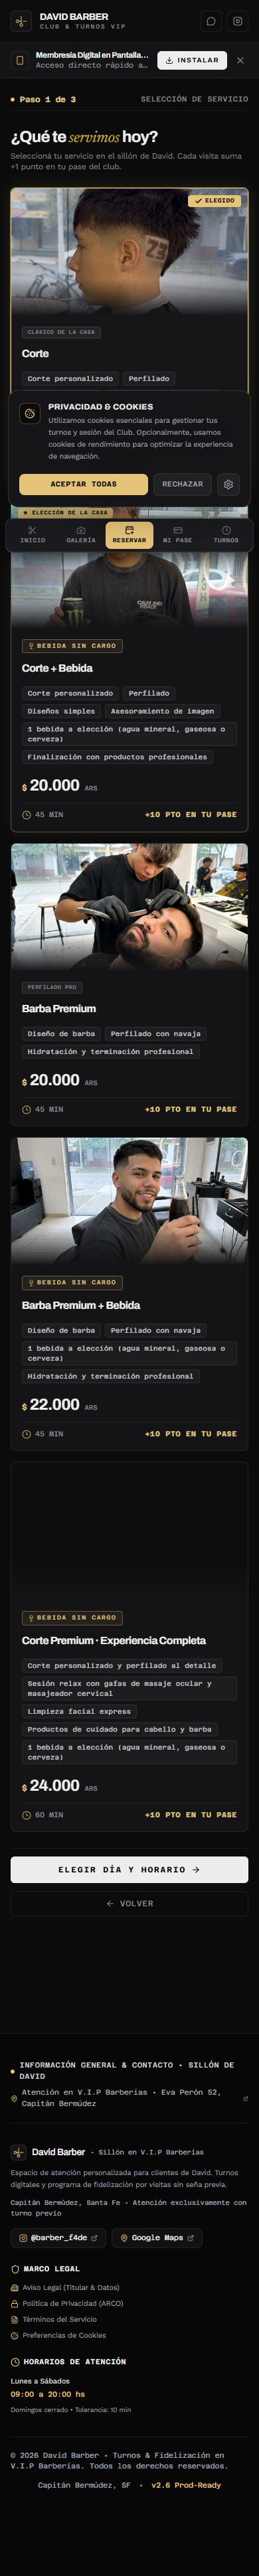 DAVID BARBER
CLUB & TURNOS VIP
Membresía Digital en Pantalla...
Acceso directo rápido a...
INSTALAR
Paso 1 de 3
SELECCIÓN DE SERVICIO
¿Qué te servimos hoy?
Seleccioná tu servicio en el sillón de David. Cada visita suma
+1 punto en tu pase del club.
ELEGIDO
CLÁSICO DE LA CASA
Corte
Corte personalizado
Perfilado
PRIVACIDAD & COOKIES
Utilizamos cookies esenciales para gestionar tus
turnos y sesión del Club. Opcionalmente, usamos
cookies de rendimiento para optimizar la experiencia
de navegación.
ACEPTAR TODAS
RECHAZAR
ELECCIÓN DE LA CASA
INICIO
GALERÍA
RESERVAR
MI PASE
TURNOS
BEBIDA SIN CARGO
Corte + Bebida
Corte personalizado
Perfilado
Diseños simples
Asesoramiento de imagen
1 bebida a elección (agua mineral, gaseosa o
cerveza)
Finalización con productos profesionales
$ 20.000 ARS
45 MIN
+10 PTO EN TU PASE
PERFILADO PRO
Barba Premium
Diseño de barba
Perfilado con navaja
Hidratación y terminación profesional
$ 20.000 ARS
45 MIN
+10 PTO EN TU PASE
BEBIDA SIN CARGO
Barba Premium + Bebida
Diseño de barba
Perfilado con navaja
1 bebida a elección (agua mineral, gaseosa o
cerveza)
Hidratación y terminación profesional
$ 22.000 ARS
45 MIN
+10 PTO EN TU PASE
BEBIDA SIN CARGO
Corte Premium · Experiencia Completa
Corte personalizado y perfilado al detalle
Sesión relax con gafas de masaje ocular y
masajeador cervical
Limpieza facial express
Productos de cuidado para cabello y barba
1 bebida a elección (agua mineral, gaseosa o
cerveza)
$ 24.000 ARS
60 MIN
+10 PTO EN TU PASE
ELEGIR DÍA Y HORARIO →
← VOLVER
INFORMACIÓN GENERAL & CONTACTO • SILLÓN DE
DAVID
Atención en V.I.P Barberías • Eva Perón 52,
Capitán Bermúdez
David Barber • Sillón en V.I.P Barberías
Espacio de atención personalizada para clientes de David. Turnos
digitales y programa de fidelización por visitas sin seña previa.
Capitán Bermúdez, Santa Fe • Atención exclusivamente con
turno previo
@barber_f4de
Google Maps
MARCO LEGAL
Aviso Legal (Titular & Datos)
Política de Privacidad (ARCO)
Términos del Servicio
Preferencias de Cookies
HORARIOS DE ATENCIÓN
Lunes a Sábados
09:00 a 20:00 hs
Domingos cerrado • Tolerancia: 10 min
© 2026 David Barber • Turnos & Fidelización en
V.I.P Barberías. Todos los derechos reservados.
Capitán Bermúdez, SF • v2.6 Prod-Ready